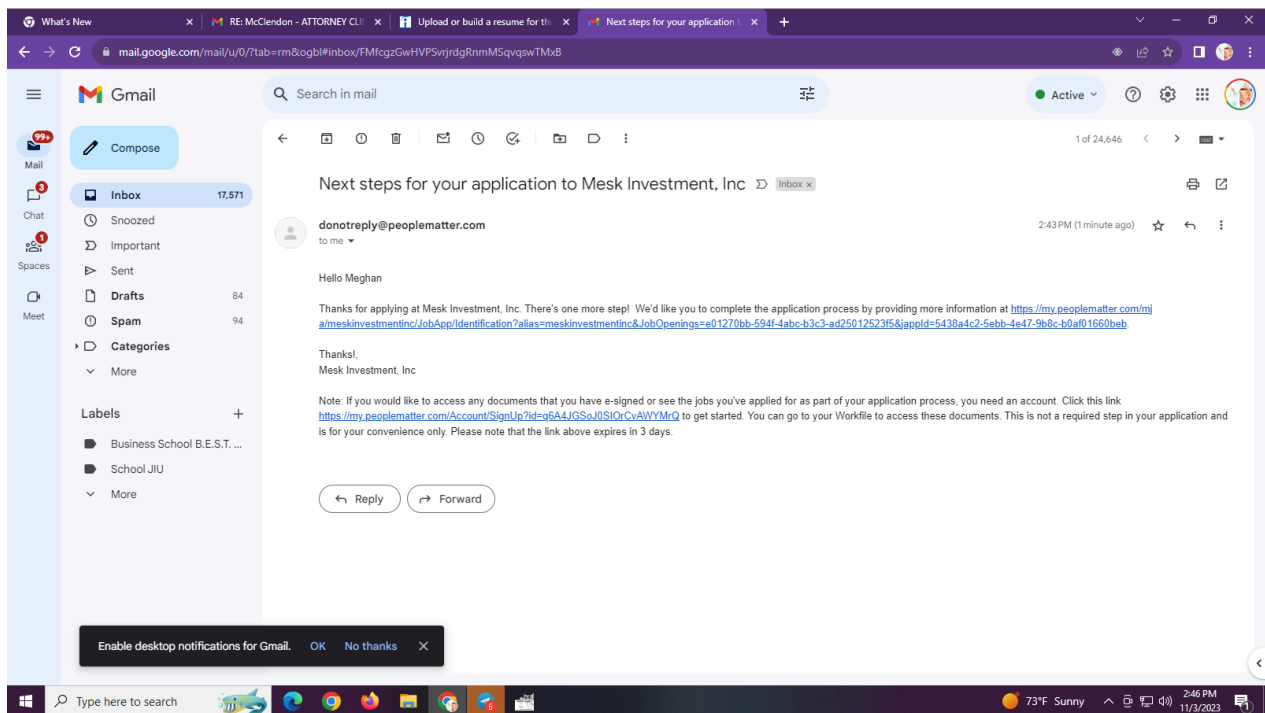 What's New
RE: McClendon - ATTORNEY CLI
Upload or build a resume for thi
Next steps for your application t
mail.google.com/mail/u/0/?tab=rm&ogbl#inbox/FMfcgzGwHVPSvrjrdgRnmMSqvqswTMxB
Gmail
Search in mail
Active
99+
Mail
Compose
1 of 24,646
Next steps for your application to Mesk Investment, Inc
Inbox x
Inbox 17,571
Chat
Snoozed
donotreply@peoplematter.com
2:43 PM (1 minute ago)
to me
Important
Spaces
Sent
Hello Meghan
Drafts 84
Meet
Thanks for applying at Mesk Investment, Inc. There's one more step! We'd like you to complete the application process by providing more information at https://my.peoplematter.com/mj
a/meskinvestmentinc/JobApp/Identification?alias=meskinvestmentinc&JobOpenings=e01270bb-594f-4abc-b3c3-ad25012523f5&jappId=5438a4c2-5ebb-4e47-9b8c-b0af01660beb.
Spam 94
Categories
Thanks!,
More
Mesk Investment, Inc
Note: If you would like to access any documents that you have e-signed or see the jobs you've applied for as part of your application process, you need an account. Click this link
https://my.peoplematter.com/Account/SignUp?id=q6A4JGSoJ0SIOrCvAWYMrQ to get started. You can go to your Workfile to access these documents. This is not a required step in your application and
is for your convenience only. Please note that the link above expires in 3 days.
Labels
Business School B.E.S.T. ...
School JIU
More
Reply
Forward
Enable desktop notifications for Gmail. OK No thanks
Type here to search
73°F Sunny
2:46 PM
11/3/2023